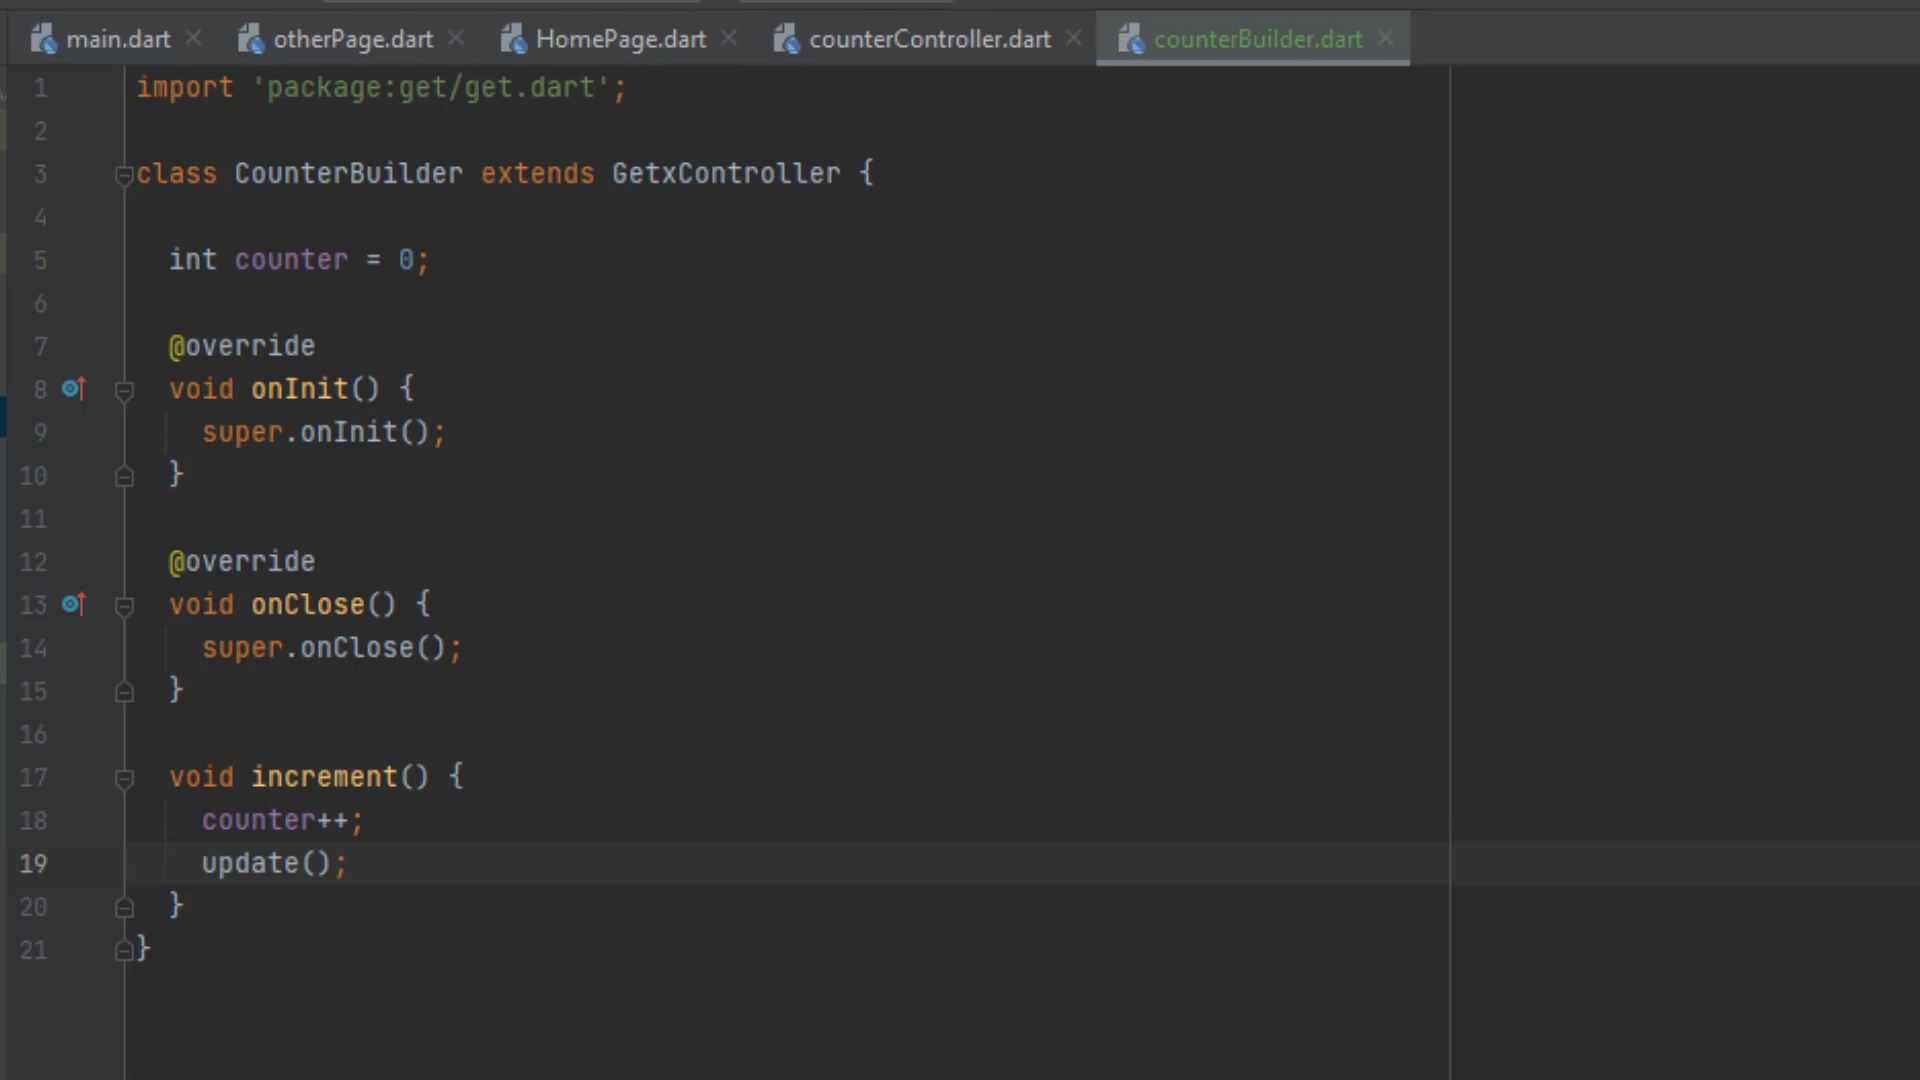 main.dart otherPage.dart HomePage.dart counterController.dart counterBuilder.dart
1 import 'package:get/get.dart';
2
3 class CounterBuilder extends GetxController {
4
5 int counter = 0;
6
7 @override
8 void onInit() {
9 super.onInit();
10 }
11
12 @override
13 void onClose() {
14 super.onClose();
15 }
16
17 void increment() {
18 counter++;
19 update();
20 }
21 }